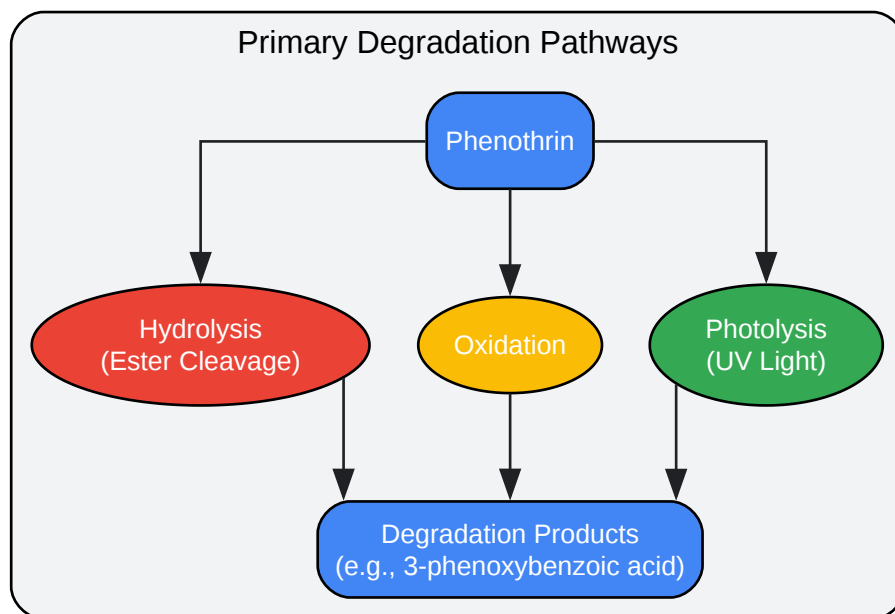 Primary Degradation Pathways
Phenothrin
Hydrolysis
(Ester Cleavage)
Oxidation
Photolysis
(UV Light)
Degradation Products
(e.g., 3-phenoxybenzoic acid)